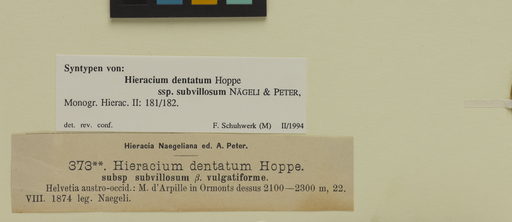 Syntypen von:
Hieracium dentatum Hoppe
ssp. subvillosum NÄGELI & PETER,
Monogr. Hierac. II: 181/182.
det. rev. conf. F. Schuhwerk (M) II/1994
Hieracia Naegeliana ed. A. Peter.
373**. Hieracium dentatum Hoppe.
subsp subvillosum β. vulgatiforme.
Helvetia austro-occid.: M. d'Arpille in Ormonts dessus 2100—2300 m, 22.
VIII. 1874 leg. Naegeli.